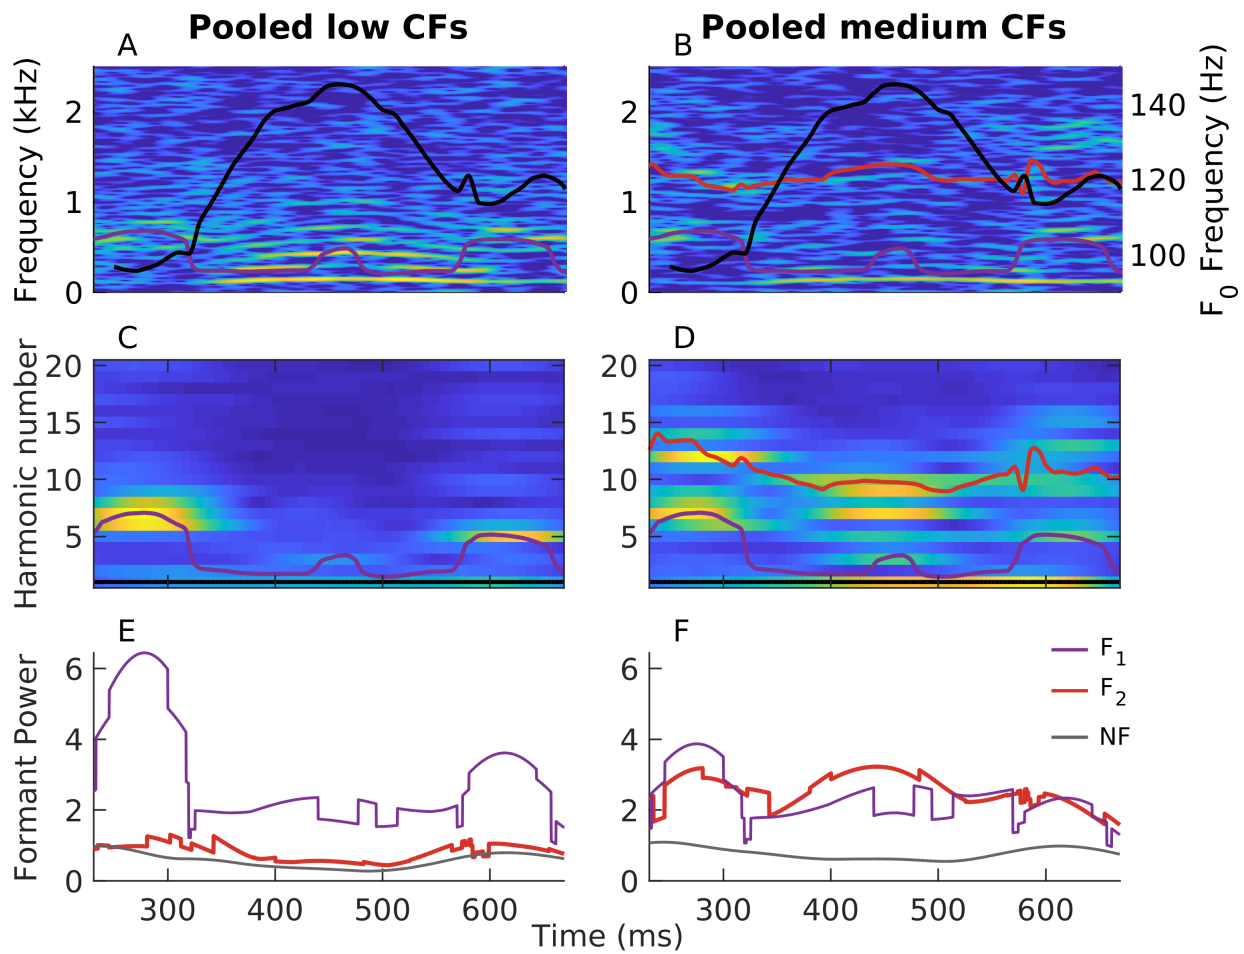 Pooled low CFs
Pooled medium CFs
A
B
Frequency (kHz)
2
1
0
2
1
0
140
120
100
F0 Frequency (Hz)
C
D
Harmonic number
20
15
10
5
20
15
10
5
E
F
Formant Power
6
4
2
0
300
400
500
600
6
4
2
0
300
400
500
600
F1
F2
NF
Time (ms)